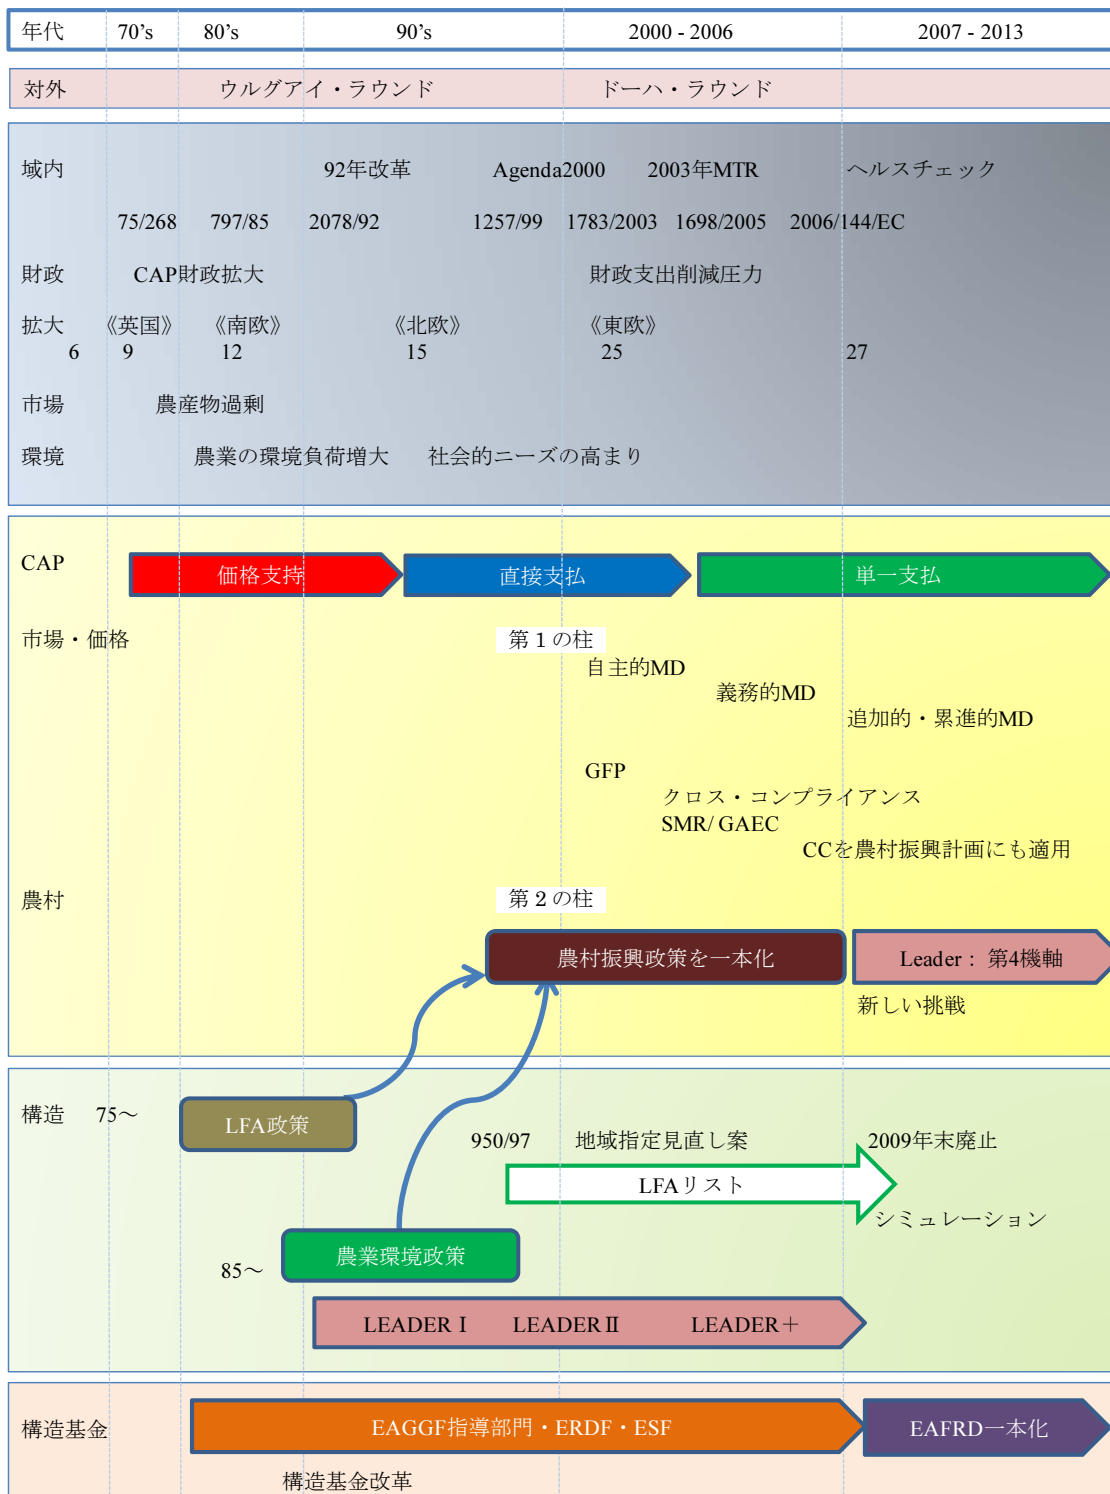 年代 70’s 80’s 90’s 2000 - 2006 2007 - 2013
対外 ウルグアイ・ラウンド ドーハ・ラウンド
域内 92年改革 Agenda2000 2003年MTR ヘルスチェック
75/268 797/85 2078/92 1257/99 1783/2003 1698/2005 2006/144/EC
財政 CAP財政拡大 財政支出削減圧力
拡大 《英国》 《南欧》 《北欧》 《東欧》
6 9 12 15 25 27
市場 農産物過剰
環境 農業の環境負荷増大 社会的ニーズの高まり
CAP 価格支持 直接支払 単一支払
市場・価格 第１の柱
自主的MD
義務的MD
追加的・累進的MD
GFP
クロス・コンプライアンス
SMR/ GAEC
CCを農村振興計画にも適用
農村 第２の柱
農村振興政策を一本化 Leader： 第4機軸
新しい挑戦
構造 75～ LFA政策
950/97 地域指定見直し案 2009年末廃止
LFAリスト
シミュレーション
85～ 農業環境政策
LEADERⅠ LEADERⅡ LEADER＋
構造基金 EAGGF指導部門・ERDF・ESF EAFRD一本化
構造基金改革